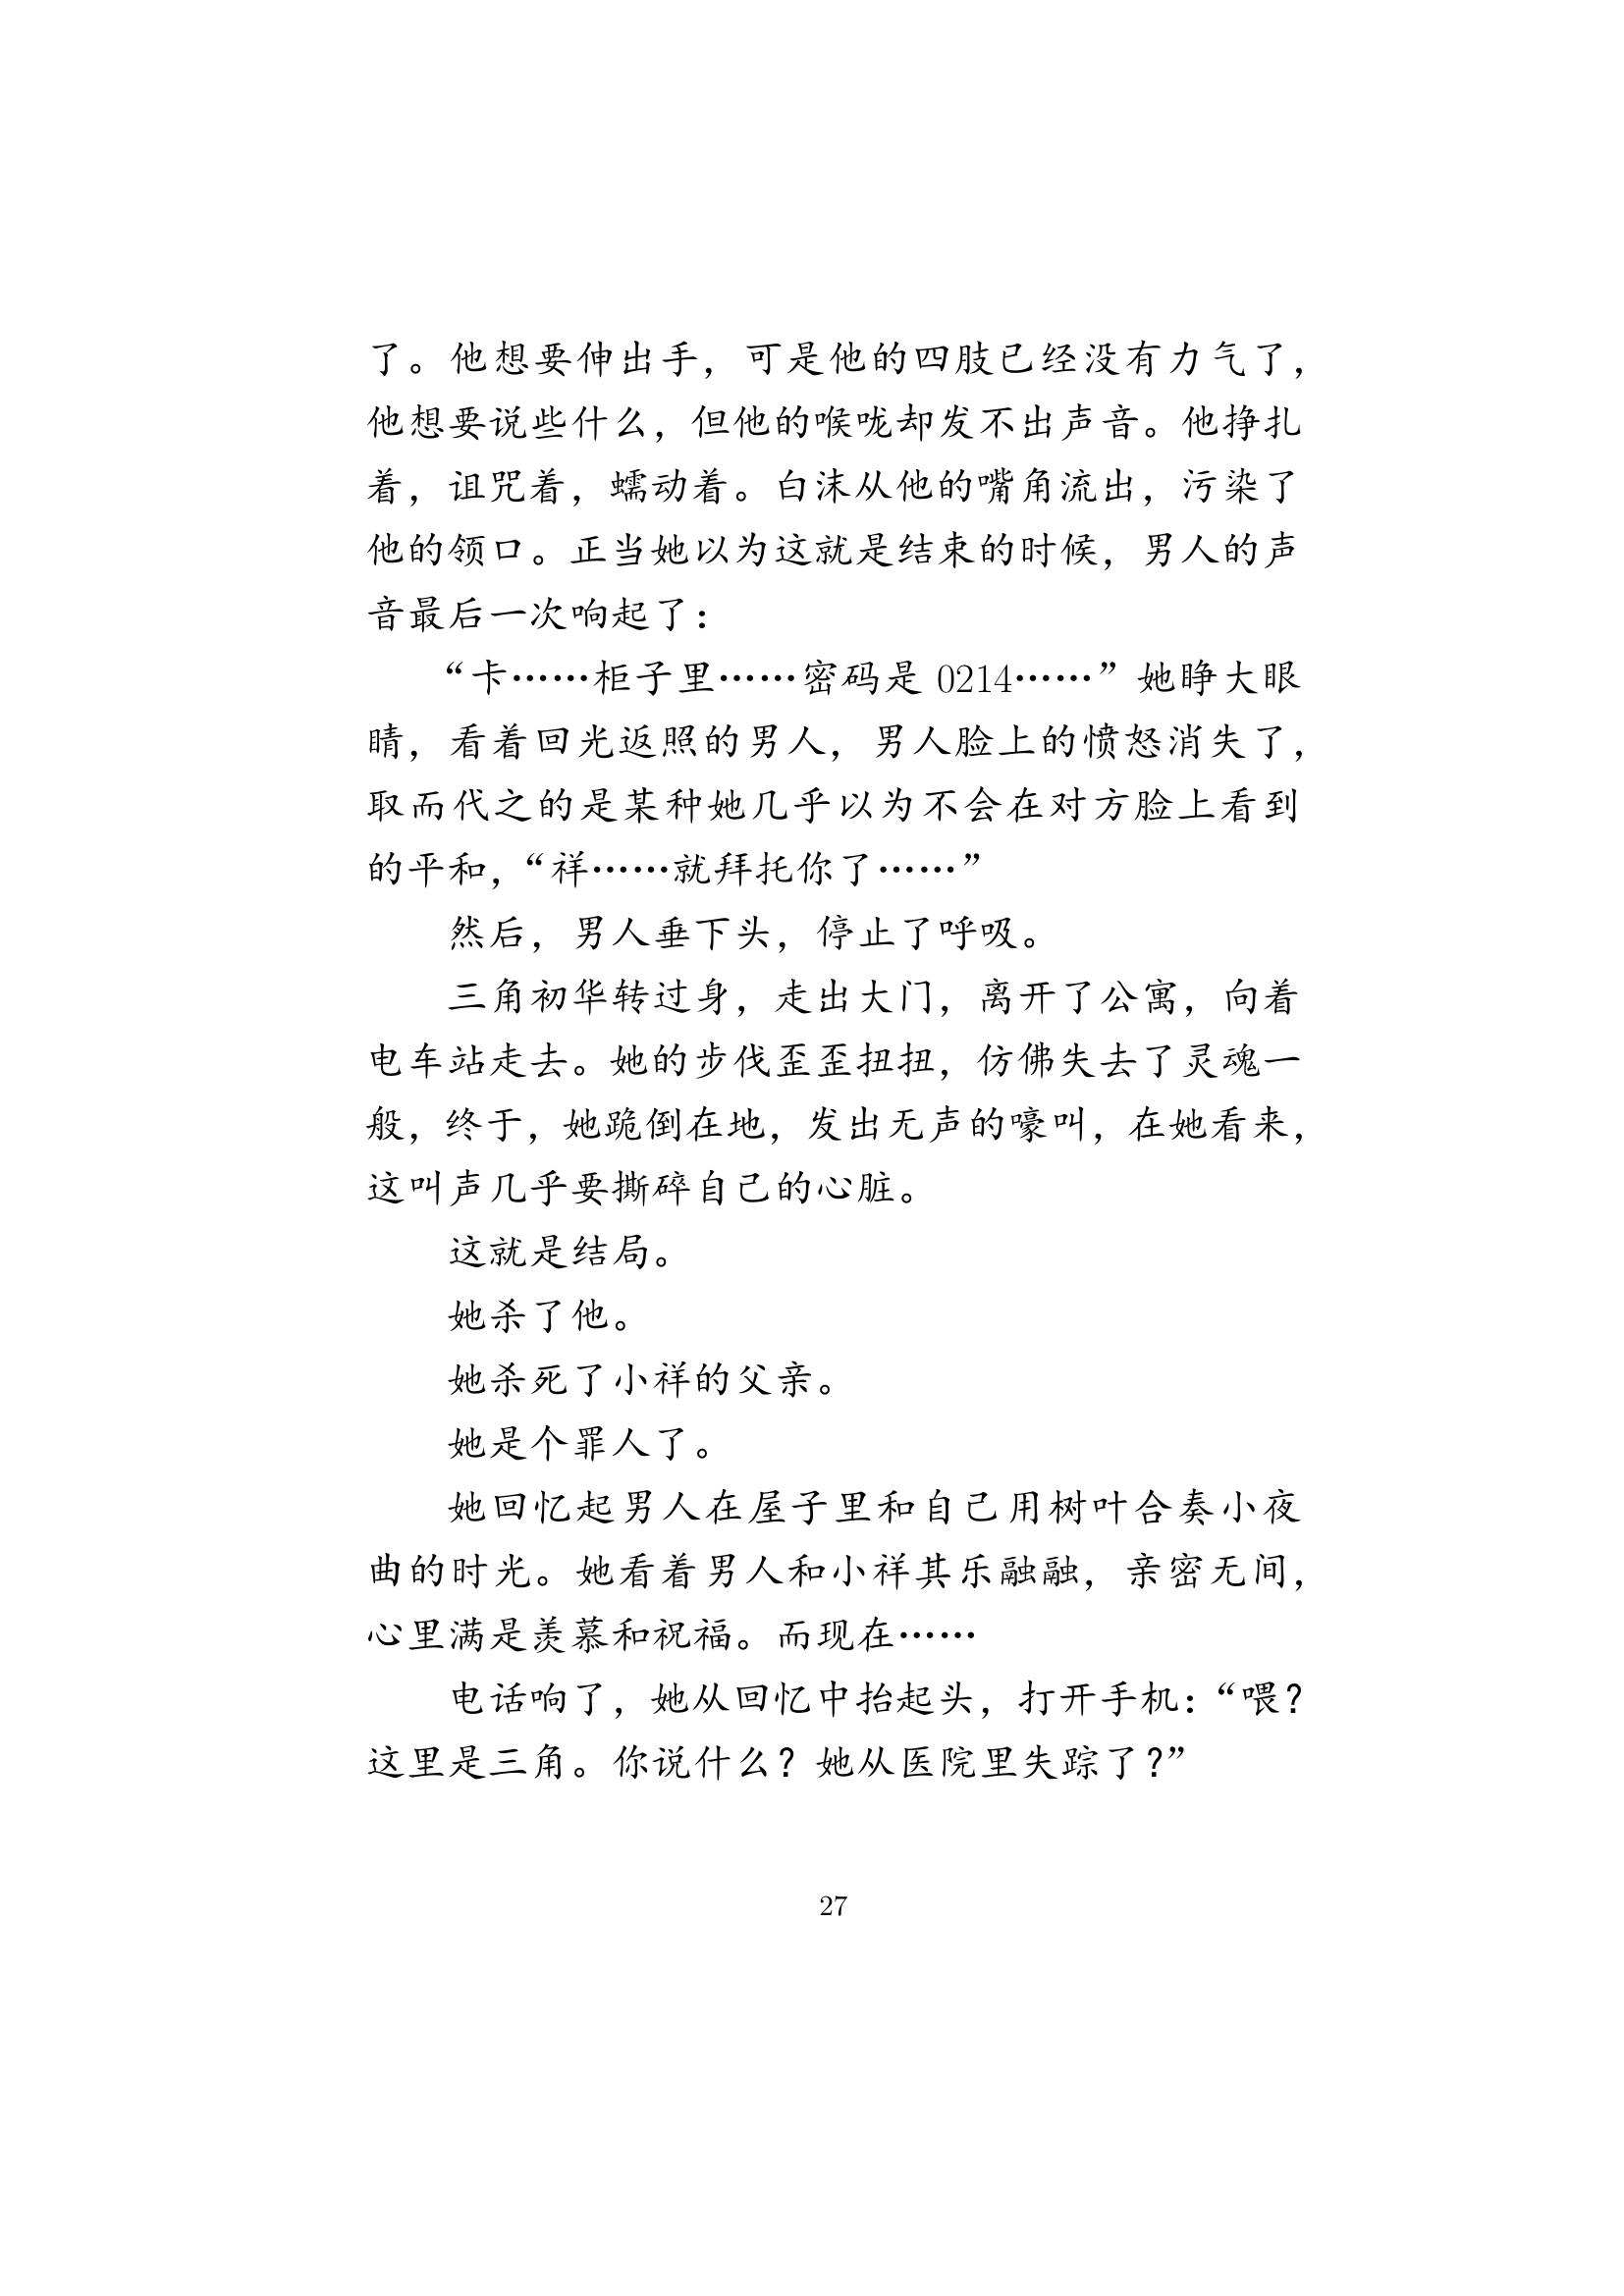 了。他想要伸出手，可是他的四肢已经没有力气了，
他想要说些什么，但他的喉咙却发不出声音。他挣扎
着，诅咒着，蠕动着。白沫从他的嘴角流出，污染了
他的领口。正当她以为这就是结束的时候，男人的声
音最后一次响起了：
“卡……柜子里……密码是 0214……”她睁大眼
睛，看着回光返照的男人，男人脸上的愤怒消失了，
取而代之的是某种她几乎以为不会在对方脸上看到
的平和，“祥……就拜托你了……”
然后，男人垂下头，停止了呼吸。
三角初华转过身，走出大门，离开了公寓，向着
电车站走去。她的步伐歪歪扭扭，仿佛失去了灵魂一
般，终于，她跪倒在地，发出无声的嚎叫，在她看来，
这叫声几乎要撕碎自己的心脏。
这就是结局。
她杀了他。
她杀死了小祥的父亲。
她是个罪人了。
她回忆起男人在屋子里和自己用树叶合奏小夜
曲的时光。她看着男人和小祥其乐融融，亲密无间，
心里满是羡慕和祝福。而现在……
电话响了，她从回忆中抬起头，打开手机：“喂？
这里是三角。你说什么？她从医院里失踪了？”
27